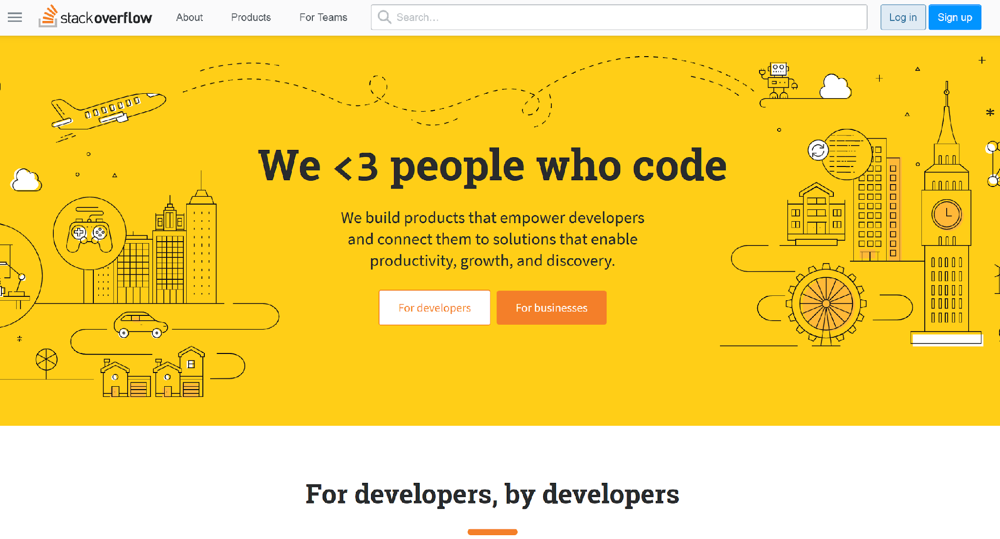 stackoverflow About Products For Teams Search... Log in Sign up
We <3 people who code
We build products that empower developers
and connect them to solutions that enable
productivity, growth, and discovery.
For developers For businesses
For developers, by developers